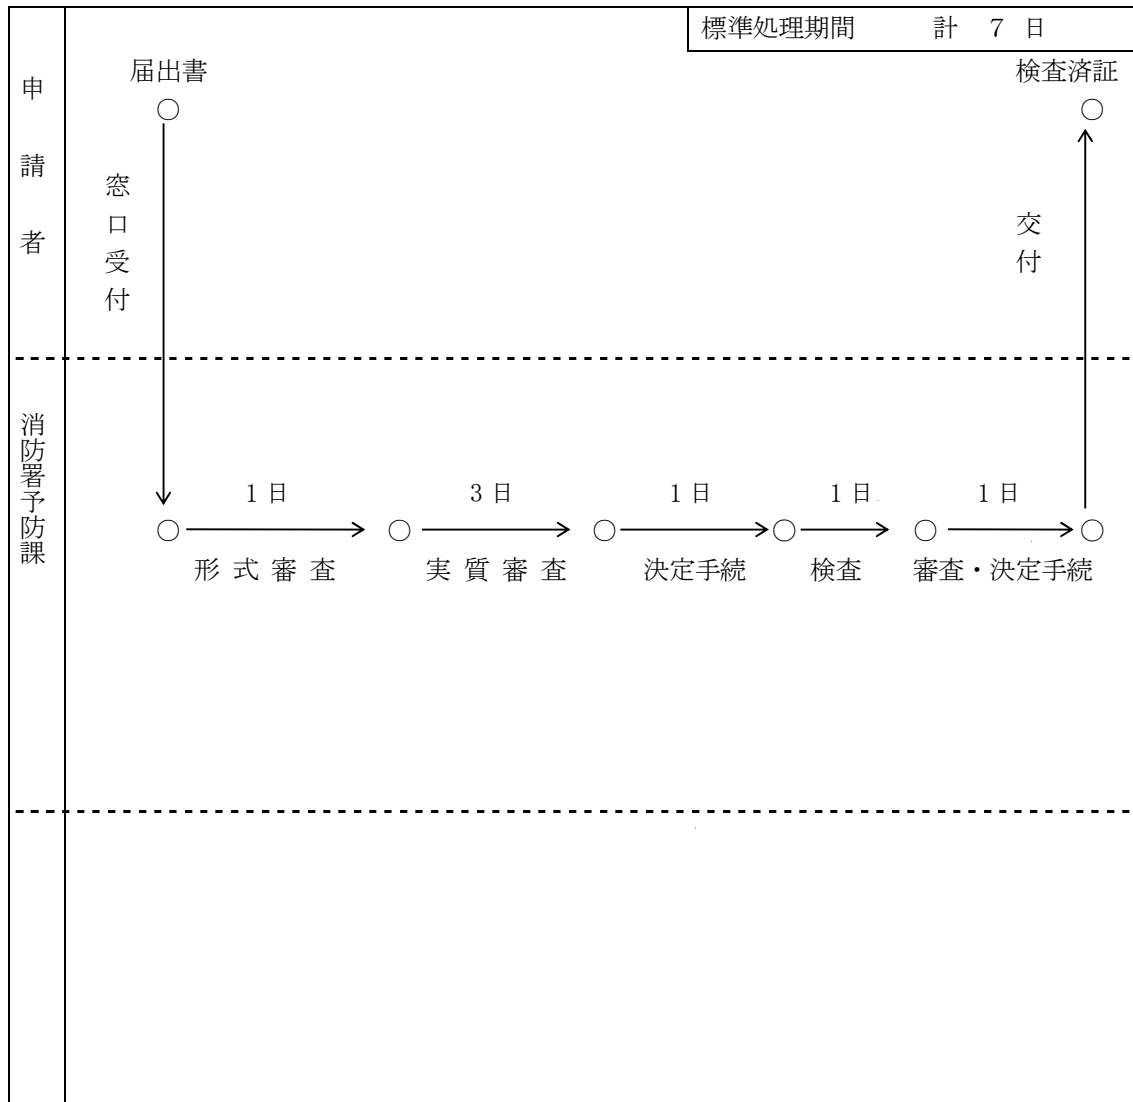 標準処理期間 計 7 日
申請者
届出書
検査済証
窓口受付
交付
消防署予防課
1日
3日
1日
1日
1日
形式審査
実質審査
決定手続
検査
審査・決定手続